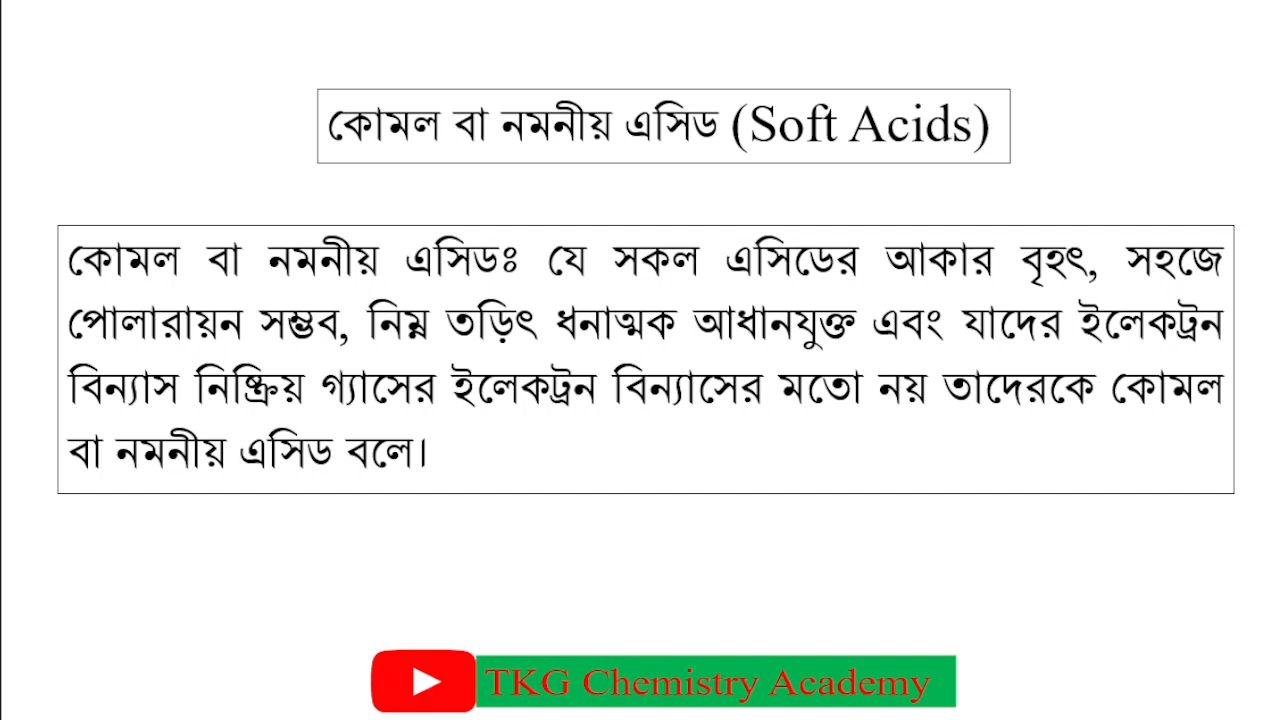 কোমল বা নমনীয় এসিড (Soft Acids)
কোমল বা নমনীয় এসিডঃ যে সকল এসিডের আকার বৃহৎ, সহজে
পোলারায়ন সম্ভব, নিম্ন তড়িৎ ধনাত্মক আধানযুক্ত এবং যাদের ইলেকট্রন
বিন্যাস নিষ্ক্রিয় গ্যাসের ইলেকট্রন বিন্যাসের মতো নয় তাদেরকে কোমল
বা নমনীয় এসিড বলে।
TKG Chemistry Academy